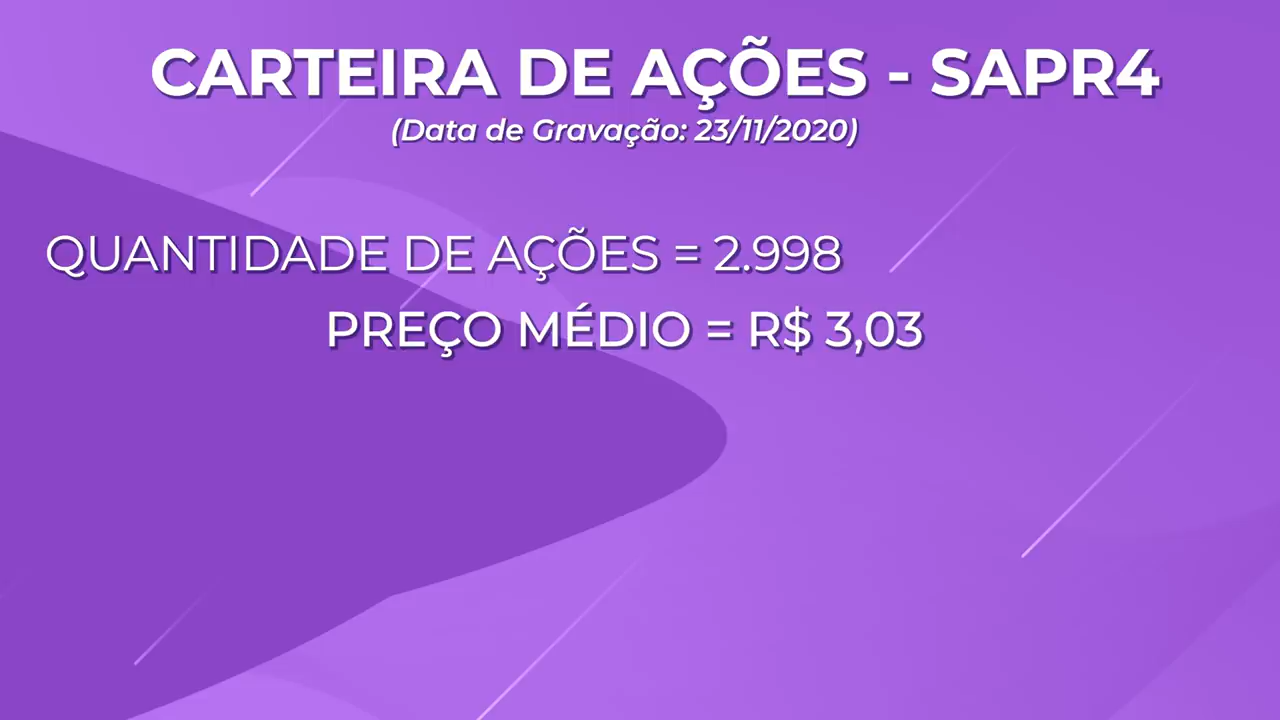 CARTEIRA DE AÇÕES - SAPR4
(Data de Gravação: 23/11/2020)
QUANTIDADE DE AÇÕES = 2.998
PREÇO MÉDIO = R$ 3,03